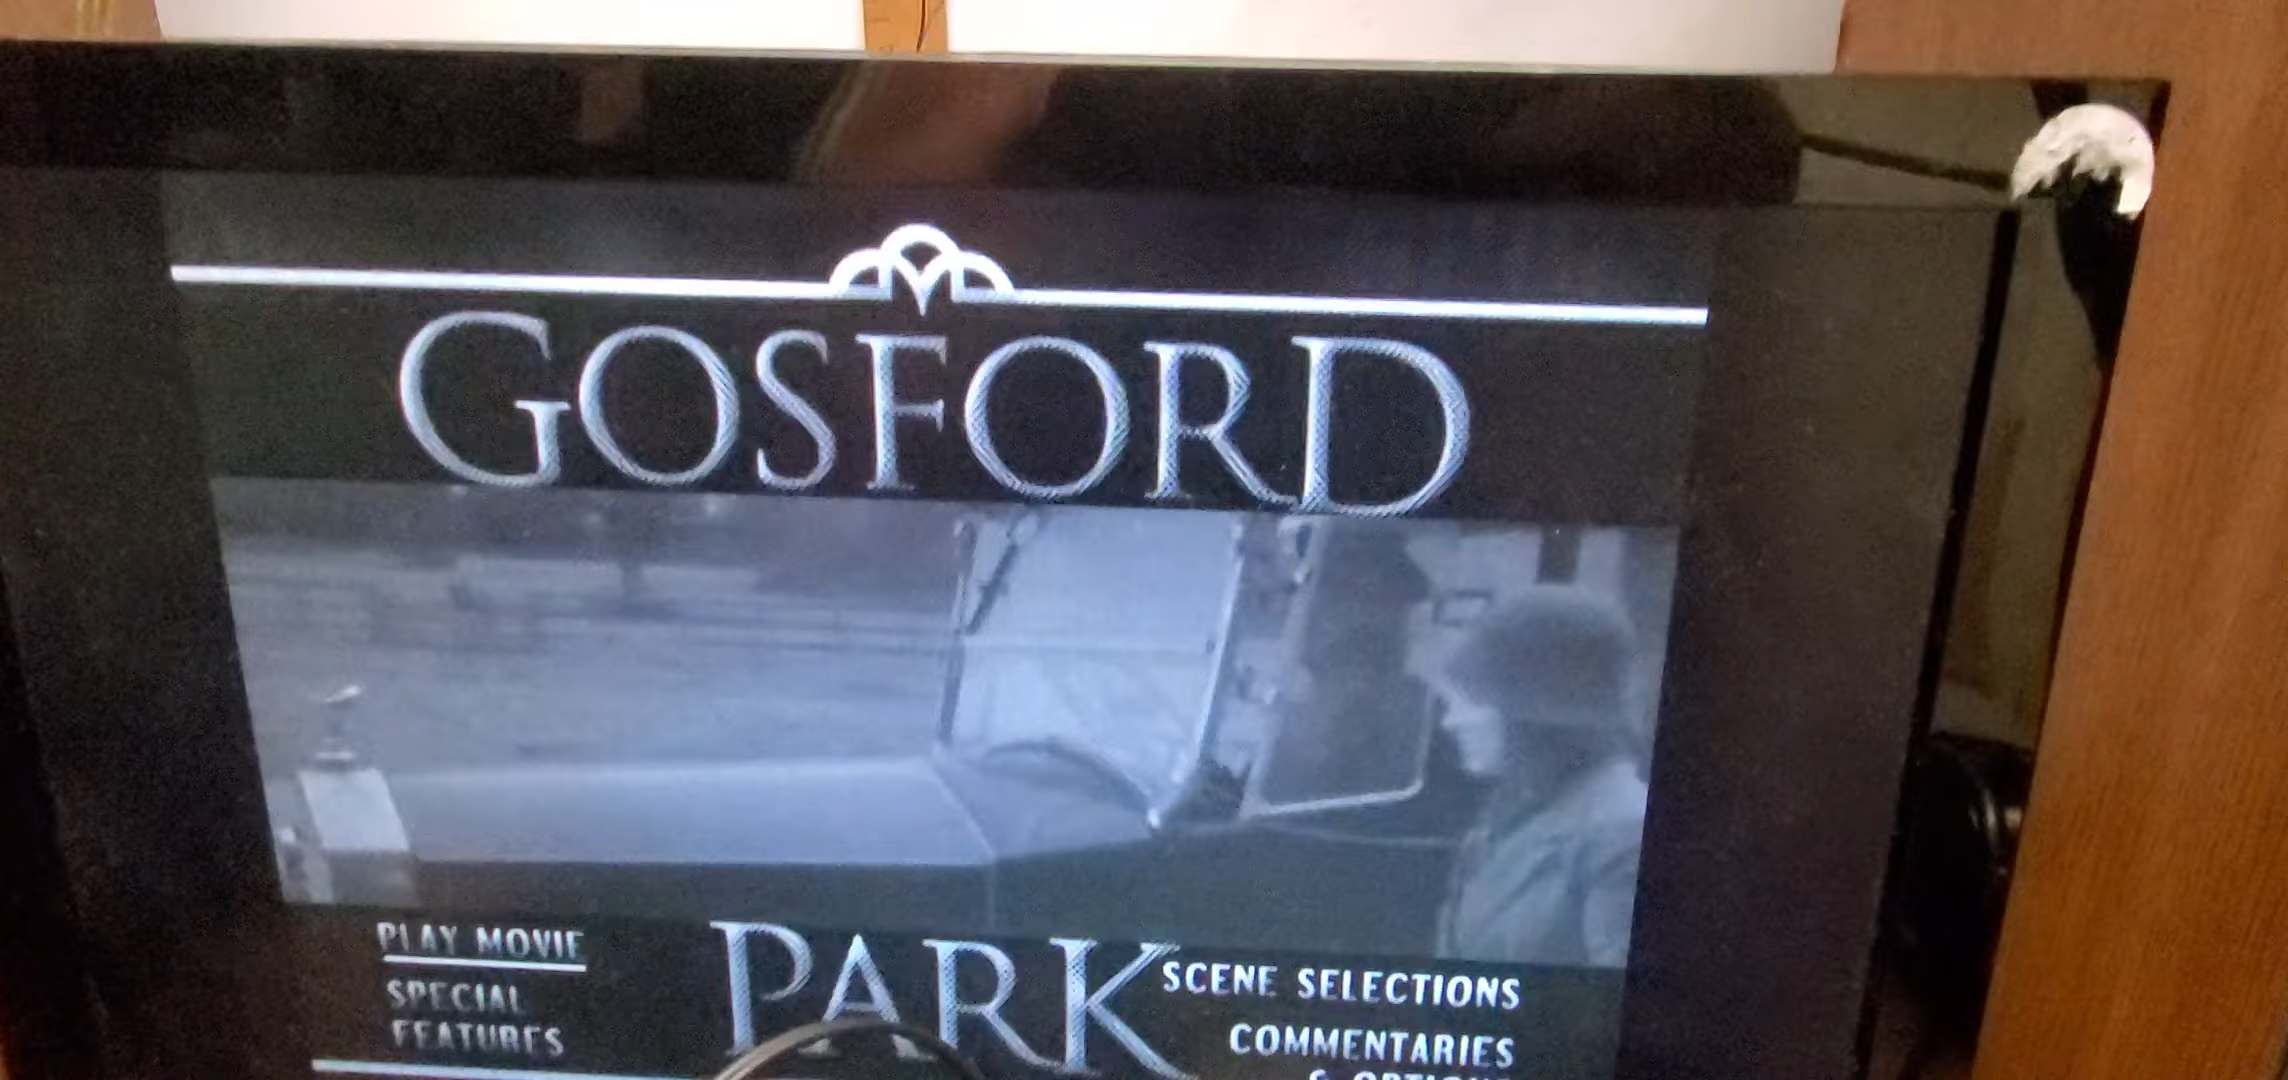 GOSFORD
PLAY MOVIE
SPECIAL
FEATURES
PARK
SCENE SELECTIONS
COMMENTARIES